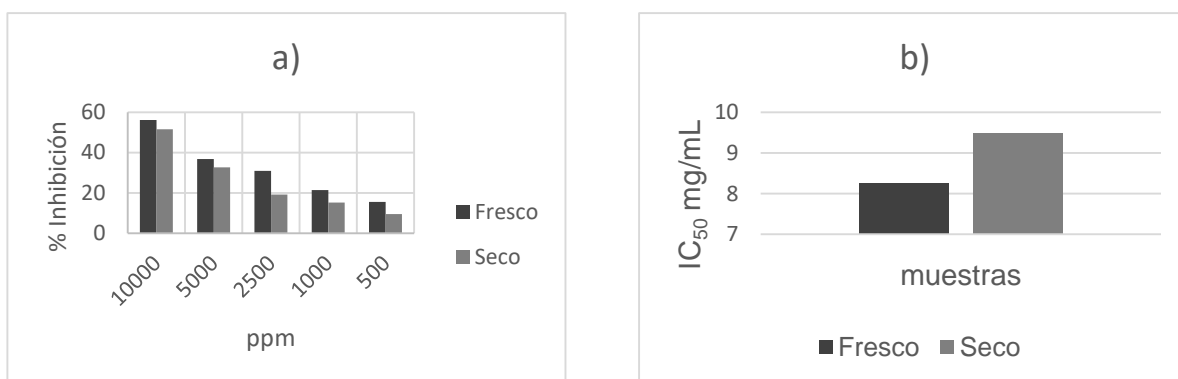 a)
% Inhibición
60
40
20
0
10000
5000
2500
1000
500
ppm
Fresco
Seco
b)
IC₅₀ mg/mL
10
9
8
7
muestras
Fresco Seco